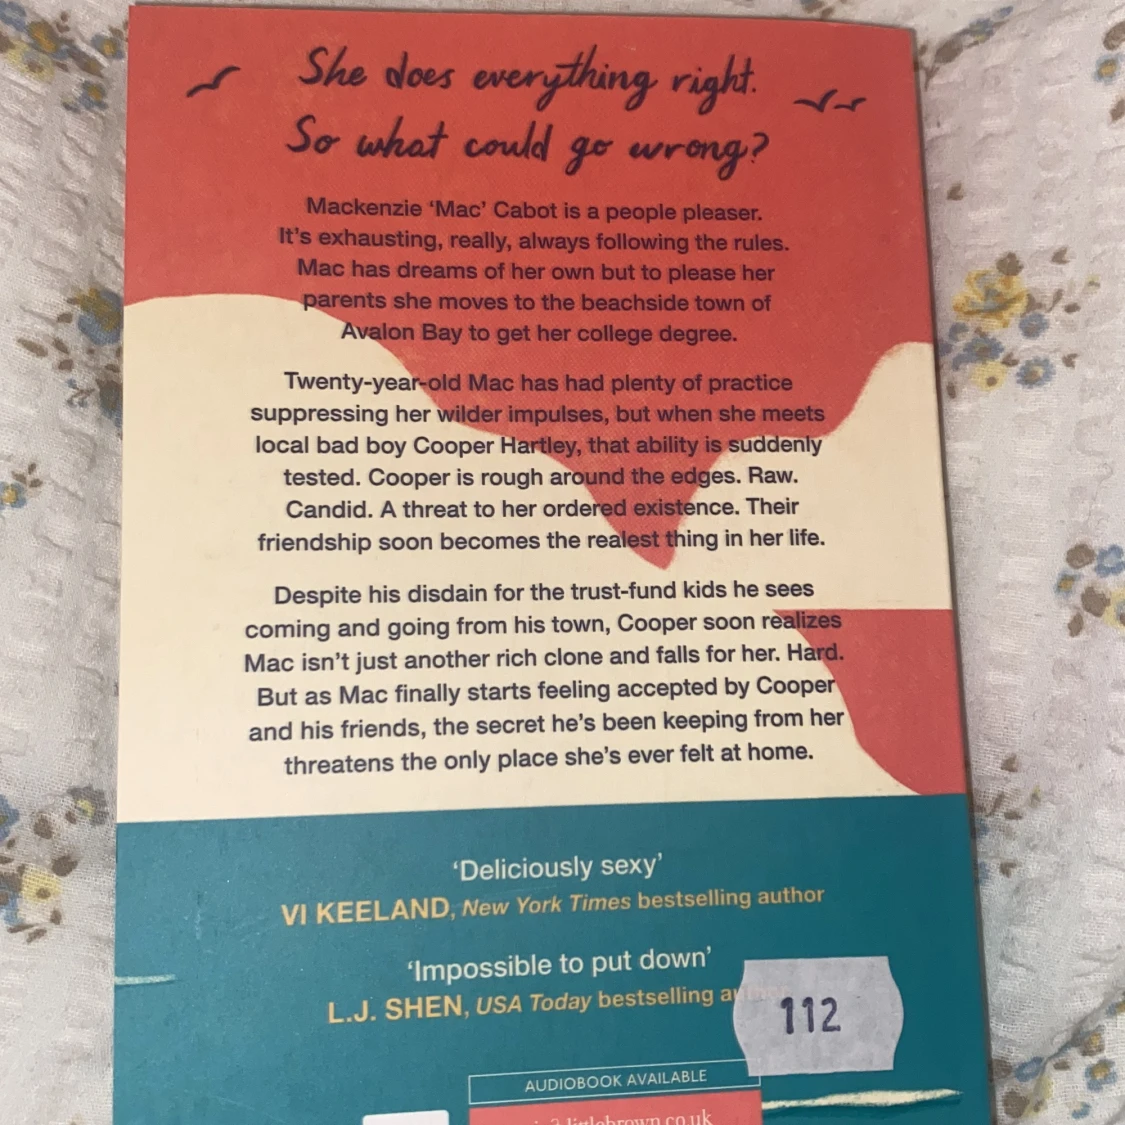 She does everything right.
So what could go wrong?
Mackenzie ‘Mac’ Cabot is a people pleaser.
It’s exhausting, really, always following the rules.
Mac has dreams of her own but to please her
parents she moves to the beachside town of
Avalon Bay to get her college degree.
Twenty-year-old Mac has had plenty of practice
suppressing her wilder impulses, but when she meets
local bad boy Cooper Hartley, that ability is suddenly
tested. Cooper is rough around the edges. Raw.
Candid. A threat to her ordered existence. Their
friendship soon becomes the realest thing in her life.
Despite his disdain for the trust-fund kids he sees
coming and going from his town, Cooper soon realizes
Mac isn’t just another rich clone and falls for her. Hard.
But as Mac finally starts feeling accepted by Cooper
and his friends, the secret he’s been keeping from her
threatens the only place she’s ever felt at home.
‘Deliciously sexy’
VI KEELAND, New York Times bestselling author
‘Impossible to put down’
L.J. SHEN, USA Today bestselling
112
AUDIOBOOK AVAILABLE